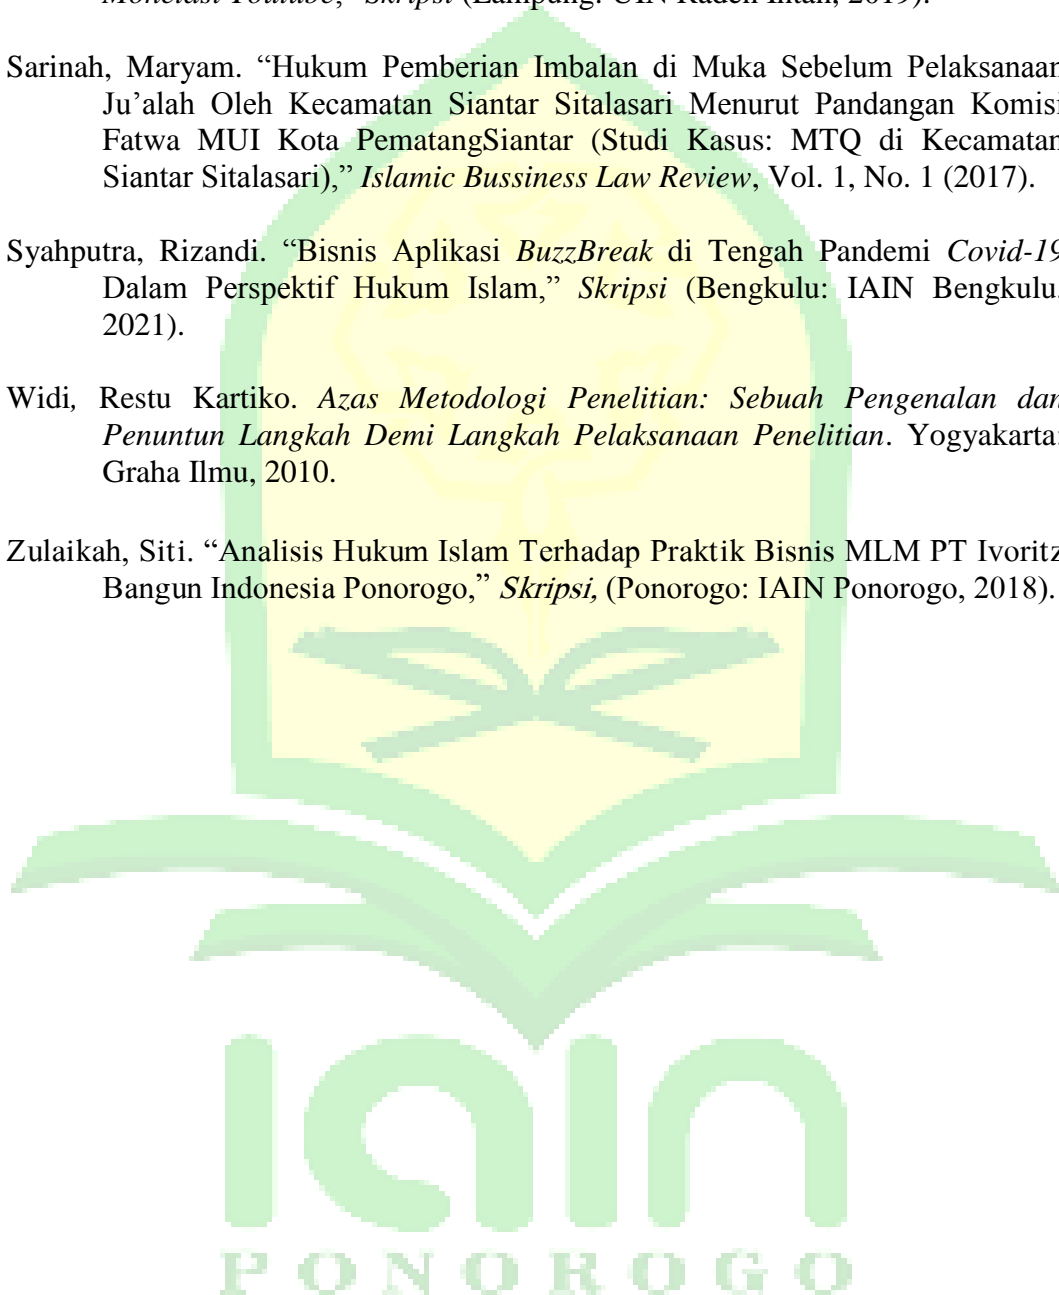 Monetasi Youtube," Skripsi (Lampung: UIN Raden Intan, 2019).
Sarinah, Maryam. “Hukum Pemberian Imbalan di Muka Sebelum Pelaksanaan
Ju’alah Oleh Kecamatan Siantar Sitalasari Menurut Pandangan Komisi
Fatwa MUI Kota PematangSiantar (Studi Kasus: MTQ di Kecamatan
Siantar Sitalasari),” Islamic Bussiness Law Review, Vol. 1, No. 1 (2017).
Syahputra, Rizandi. “Bisnis Aplikasi BuzzBreak di Tengah Pandemi Covid-19
Dalam Perspektif Hukum Islam,” Skripsi (Bengkulu: IAIN Bengkulu,
2021).
Widi, Restu Kartiko. Azas Metodologi Penelitian: Sebuah Pengenalan dan
Penuntun Langkah Demi Langkah Pelaksanaan Penelitian. Yogyakarta:
Graha Ilmu, 2010.
Zulaikah, Siti. “Analisis Hukum Islam Terhadap Praktik Bisnis MLM PT Ivoritz
Bangun Indonesia Ponorogo,” Skripsi, (Ponorogo: IAIN Ponorogo, 2018).
iain
PONOROGO